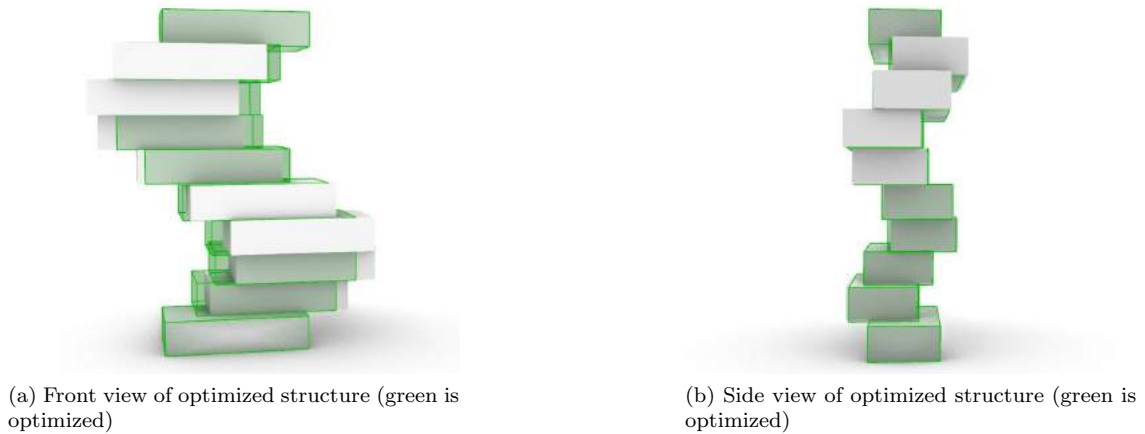 (a) Front view of optimized structure (green is
optimized)
(b) Side view of optimized structure (green is
optimized)